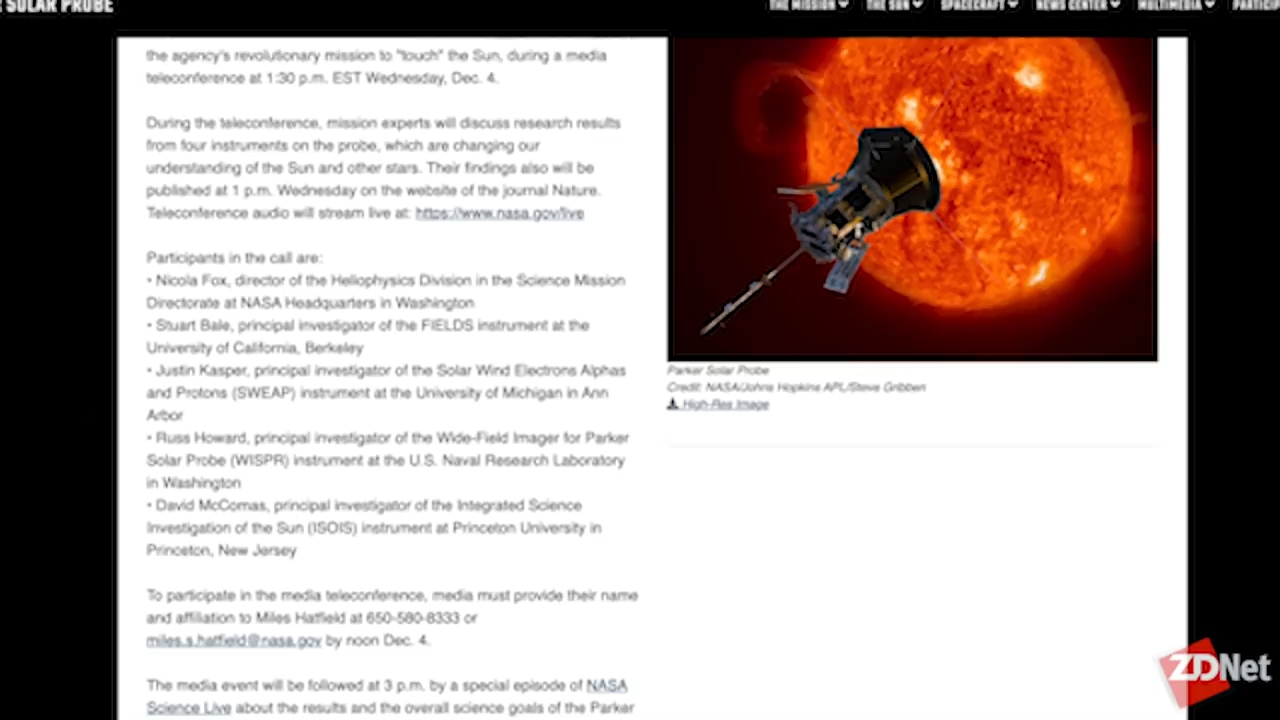 SOLAR PROBE
THE MISSION
THE SUN
SPACECRAFT
NEWS CENTER
MULTIMEDIA
the agency's revolutionary mission to "touch" the Sun, during a media
teleconference at 1:30 p.m. EST Wednesday, Dec. 4.
During the teleconference, mission experts will discuss research results
from four instruments on the probe, which are changing our
understanding of the Sun and other stars. Their findings also will be
published at 1 p.m. Wednesday on the website of the journal Nature.
Teleconference audio will stream live at: https://www.nasa.gov/live
Participants in the call are:
• Nicola Fox, director of the Heliophysics Division in the Science Mission
Directorate at NASA Headquarters in Washington
• Stuart Bale, principal investigator of the FIELDS instrument at the
University of California, Berkeley
• Justin Kasper, principal investigator of the Solar Wind Electrons Alphas
and Protons (SWEAP) instrument at the University of Michigan in Ann
Arbor
• Russ Howard, principal investigator of the Wide-Field Imager for Parker
Solar Probe (WISPR) instrument at the U.S. Naval Research Laboratory
in Washington
• David McComas, principal investigator of the Integrated Science
Investigation of the Sun (ISOIS) instrument at Princeton University in
Princeton, New Jersey
To participate in the media teleconference, media must provide their name
and affiliation to Miles Hatfield at 650-580-8333 or
miles.s.hatfield@nasa.gov by noon Dec. 4.
The media event will be followed at 3 p.m. by a special episode of NASA
Science Live about the results and the overall science goals of the Parker
Parker Solar Probe
Credit: NASA/Johns Hopkins APL/Steve Gribben
High-Res Image
ZDNet